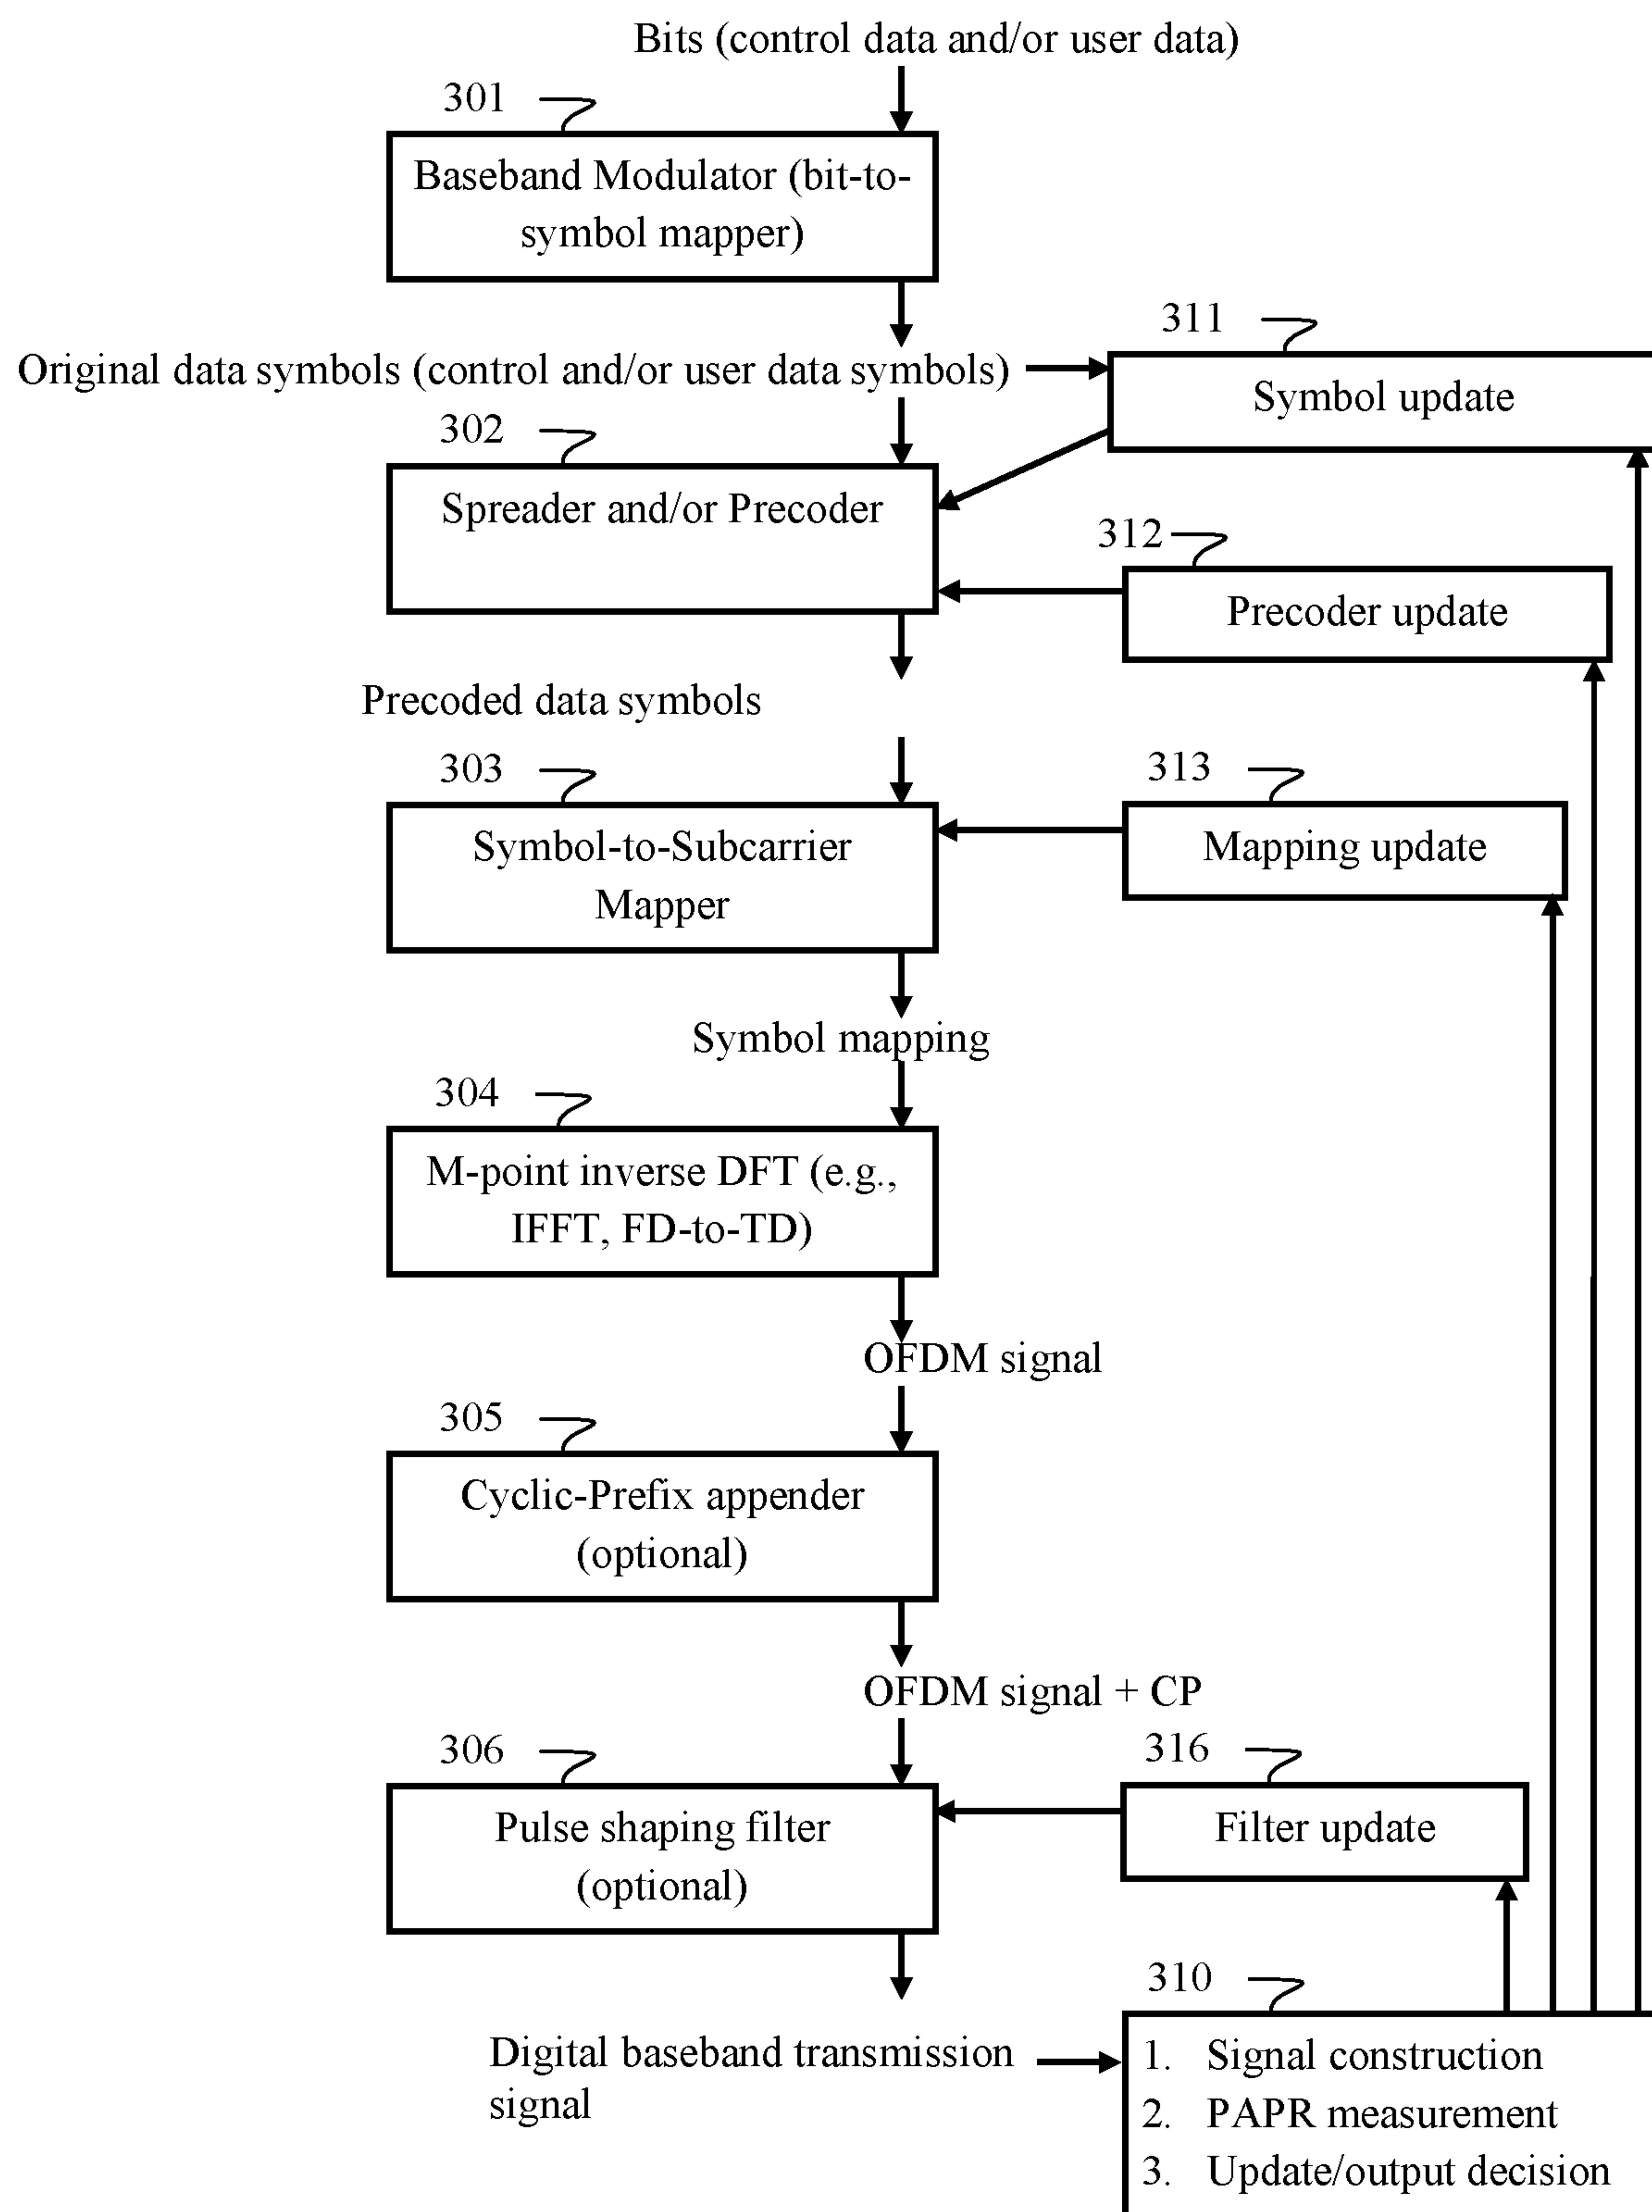 Bits (control data and/or user data)
301
Baseband Modulator (bit-to-
symbol mapper)
311
Original data symbols (control and/or user data symbols)
Symbol update
302
Spreader and/or Precoder
312
Precoder update
Precoded data symbols
303
313
Symbol-to-Subcarrier
Mapper
Mapping update
Symbol mapping
304
M-point inverse DFT (e.g.,
IFFT, FD-to-TD)
OFDM signal
305
Cyclic-Prefix appender
(optional)
OFDM signal + CP
306
316
Pulse shaping filter
(optional)
Filter update
310
Digital baseband transmission
signal
1. Signal construction
2. PAPR measurement
3. Update/output decision